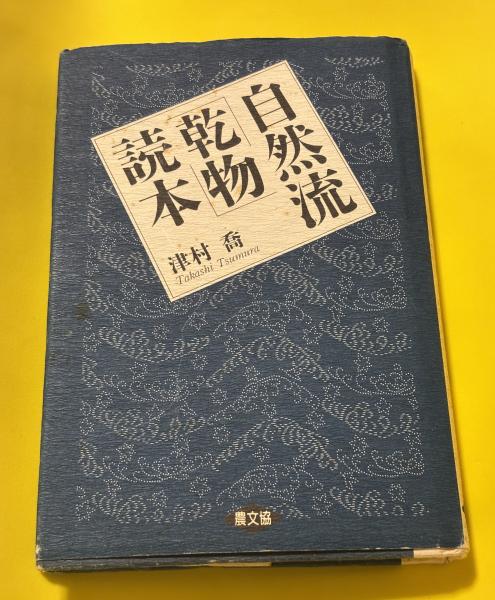 自然流
乾物
読本
津村 喬
Takashi Tsumura
農文協